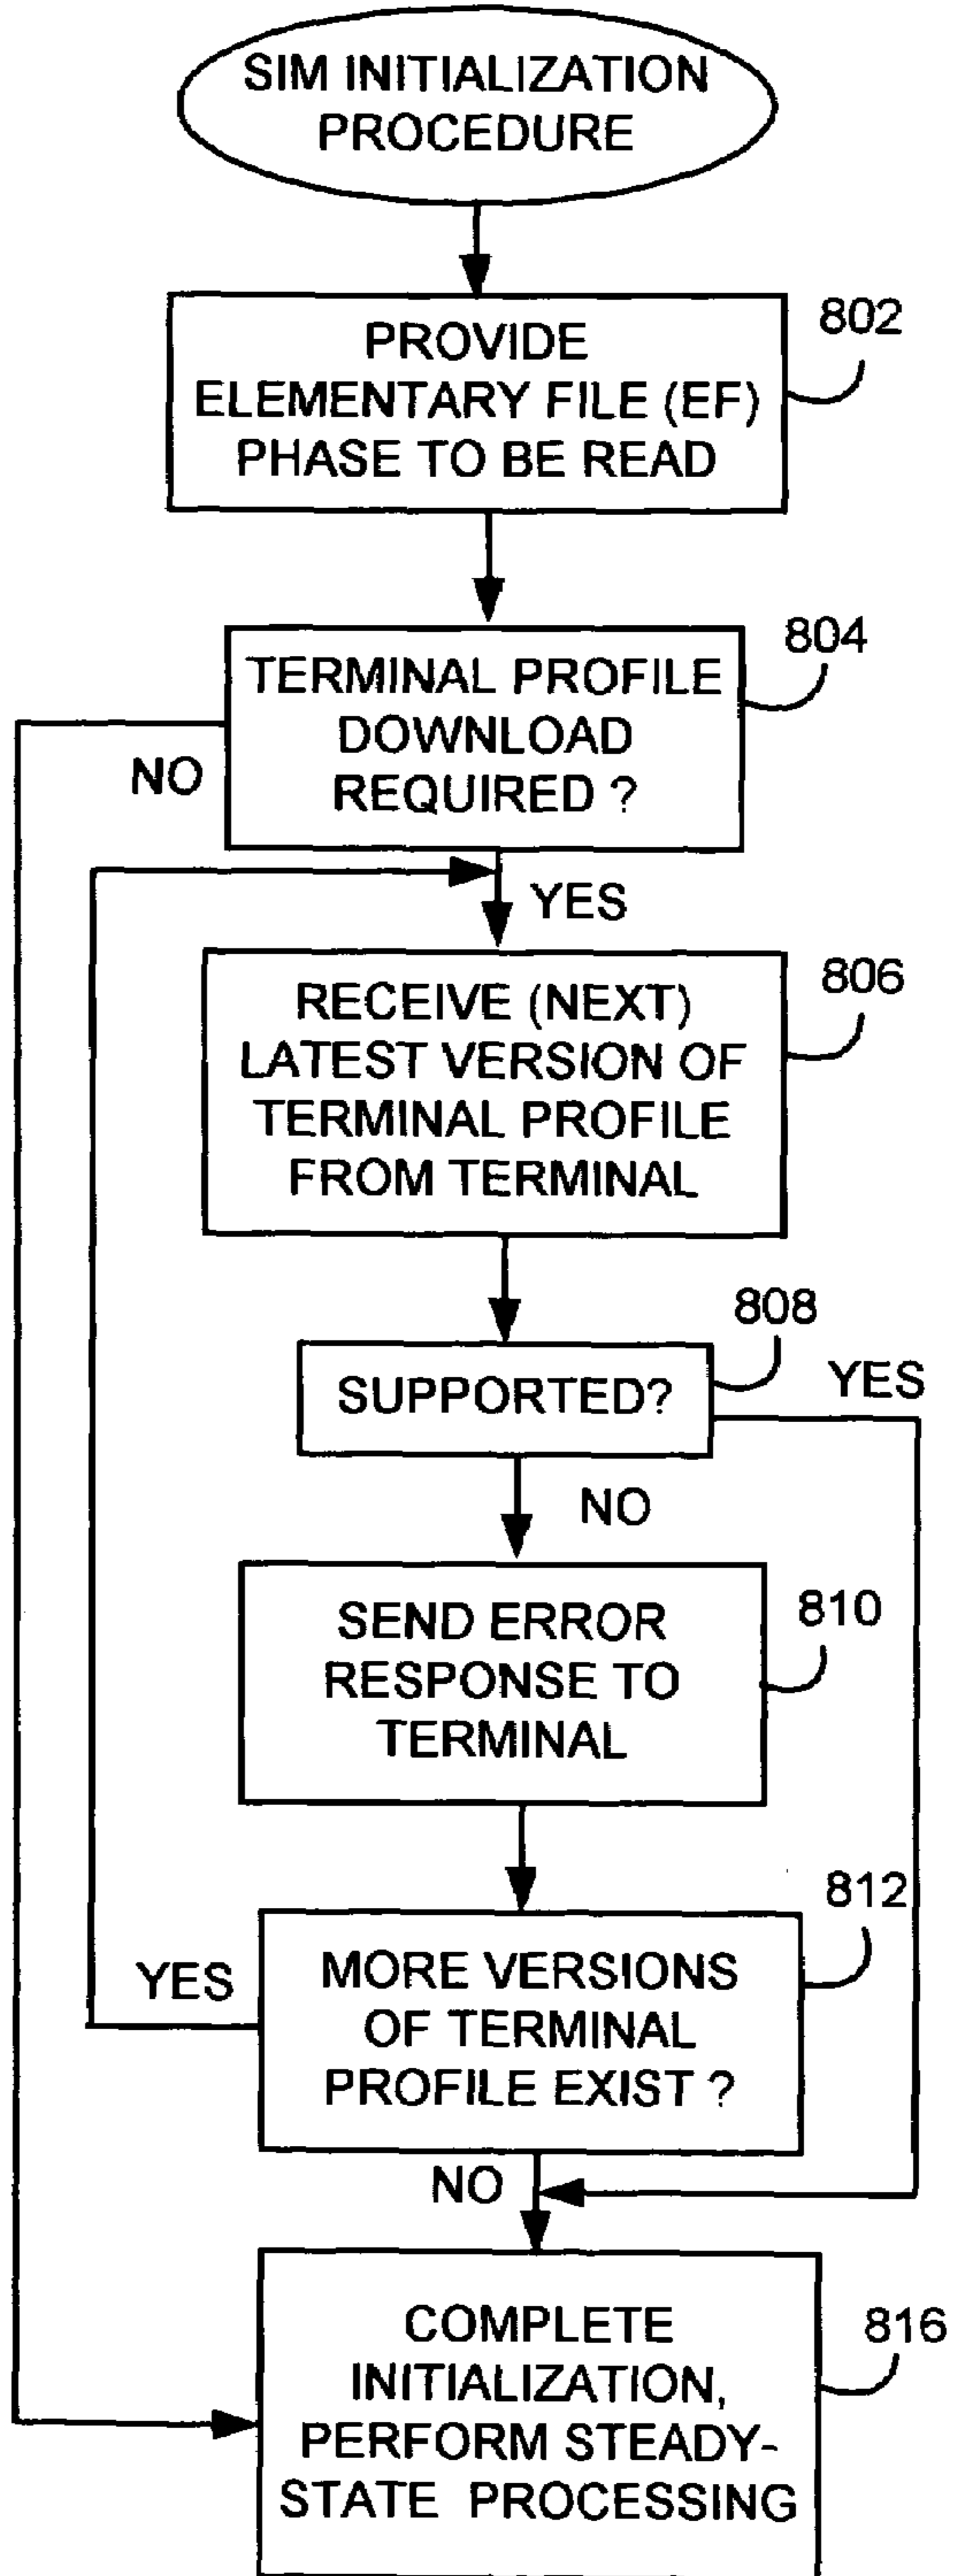 SIM INITIALIZATION
PROCEDURE
802
PROVIDE
ELEMENTARY FILE (EF)
PHASE TO BE READ
804
TERMINAL PROFILE
DOWNLOAD
REQUIRED ?
NO
YES
806
RECEIVE (NEXT)
LATEST VERSION OF
TERMINAL PROFILE
FROM TERMINAL
808
SUPPORTED?
YES
NO
810
SEND ERROR
RESPONSE TO
TERMINAL
812
MORE VERSIONS
OF TERMINAL
PROFILE EXIST ?
YES
NO
816
COMPLETE
INITIALIZATION,
PERFORM STEADY-
STATE PROCESSING